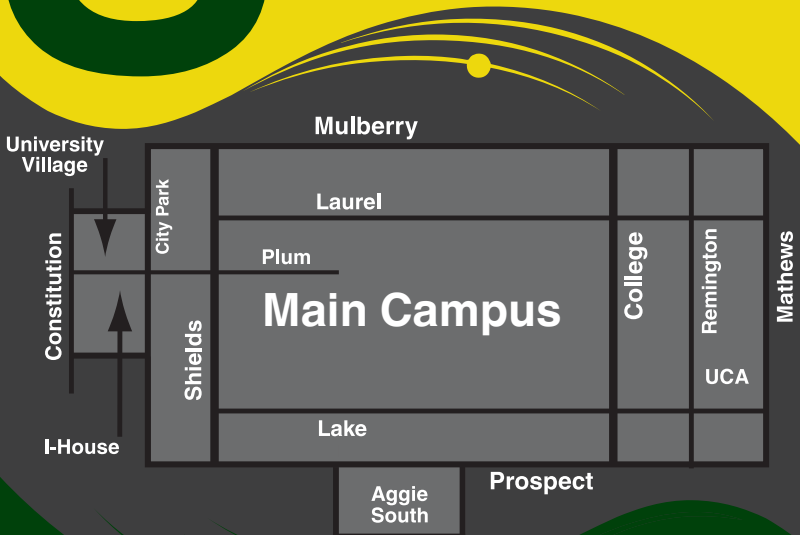 Mulberry
University
Village
City Park
Laurel
Plum
Constitution
College
Remington
Mathews
Main Campus
Shields
UCA
Lake
I-House
Prospect
Aggie
South